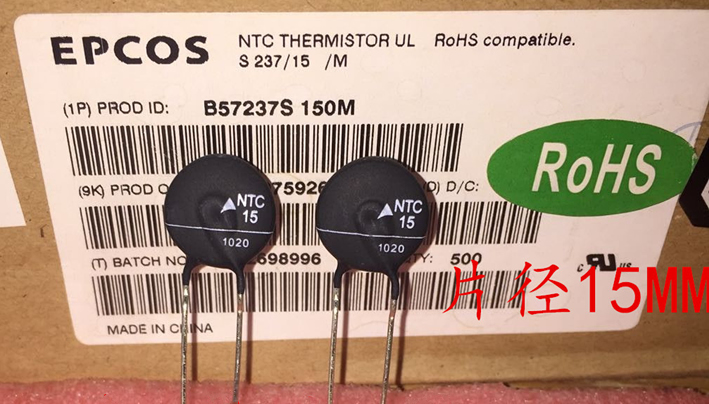 EPCOS
NTC THERMISTOR UL RoHS compatible.
S 237/15 /M
(1P) PROD ID: B57237S 150M
RoHS
(9K) PROD D/C:
NTC
15
1020
NTC
15
1020
(T) BATCH 698996 500
c us
片径15MM
MADE IN CHINA